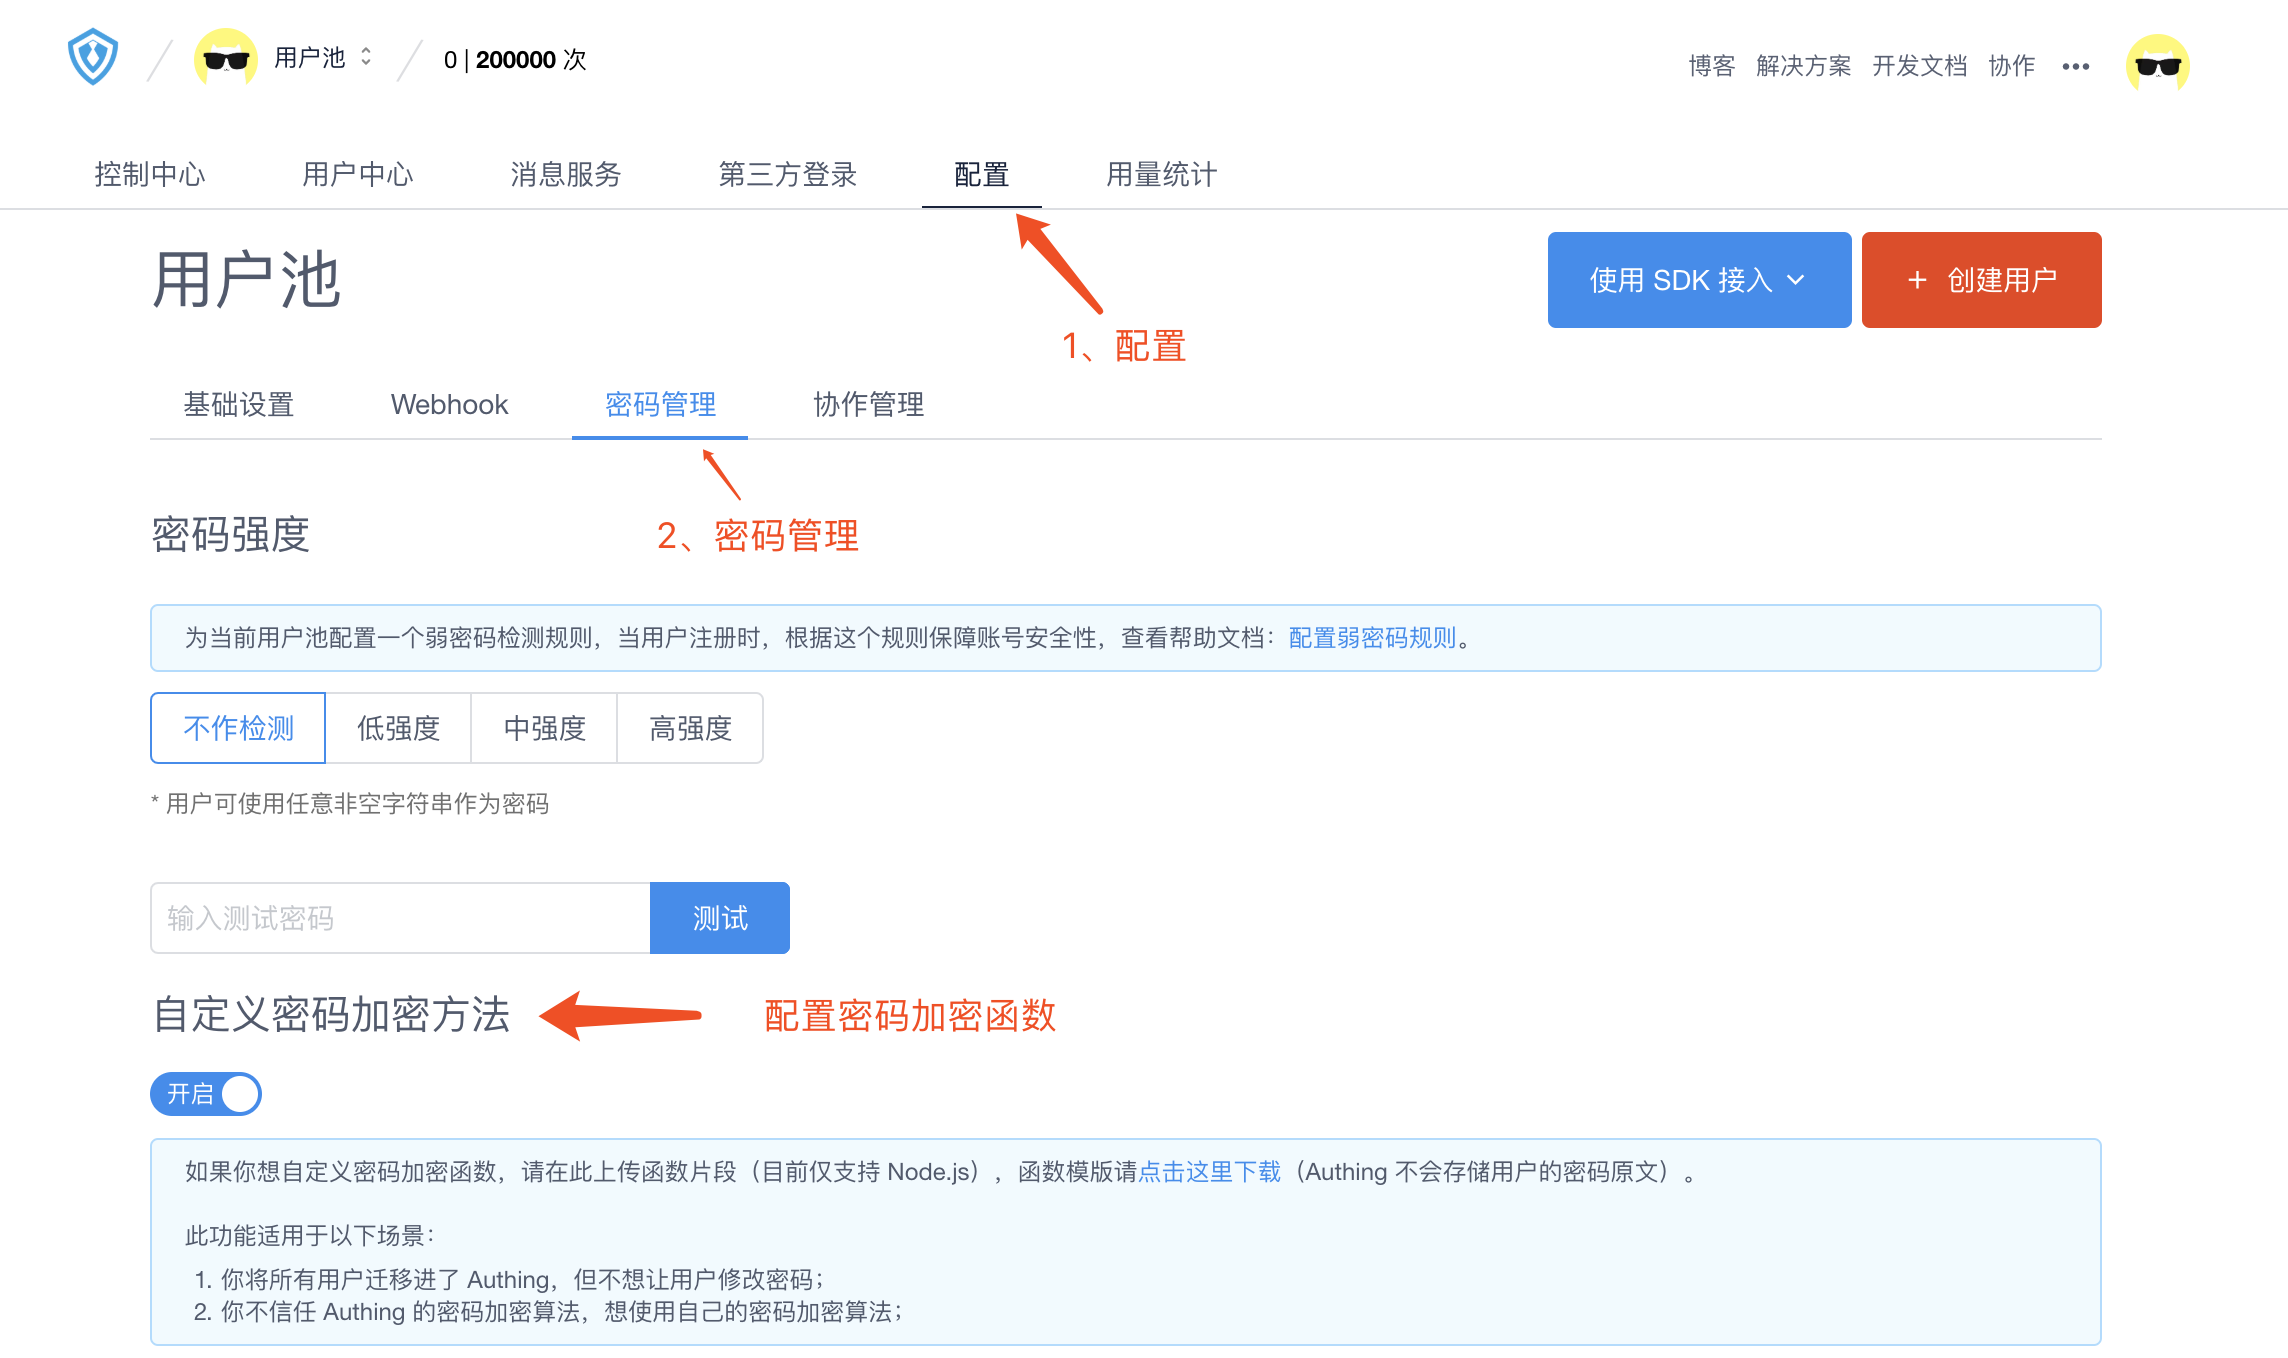 用户池
0 | 200000 次
博客 解决方案 开发文档 协作 •••
控制中心 用户中心 消息服务 第三方登录 配置 用量统计
用户池
使用 SDK 接入
+ 创建用户
1、配置
基础设置 Webhook 密码管理 协作管理
2、密码管理
密码强度
为当前用户池配置一个弱密码检测规则，当用户注册时，根据这个规则保障账号安全性，查看帮助文档：配置弱密码规则。
不作检测 低强度 中强度 高强度
* 用户可使用任意非空字符串作为密码
输入测试密码 测试
自定义密码加密方法 配置密码加密函数
开启
如果你想自定义密码加密函数，请在此上传函数片段（目前仅支持 Node.js），函数模版请点击这里下载（Authing 不会存储用户的密码原文）。
此功能适用于以下场景：
1. 你将所有用户迁移进了 Authing，但不想让用户修改密码；
2. 你不信任 Authing 的密码加密算法，想使用自己的密码加密算法；